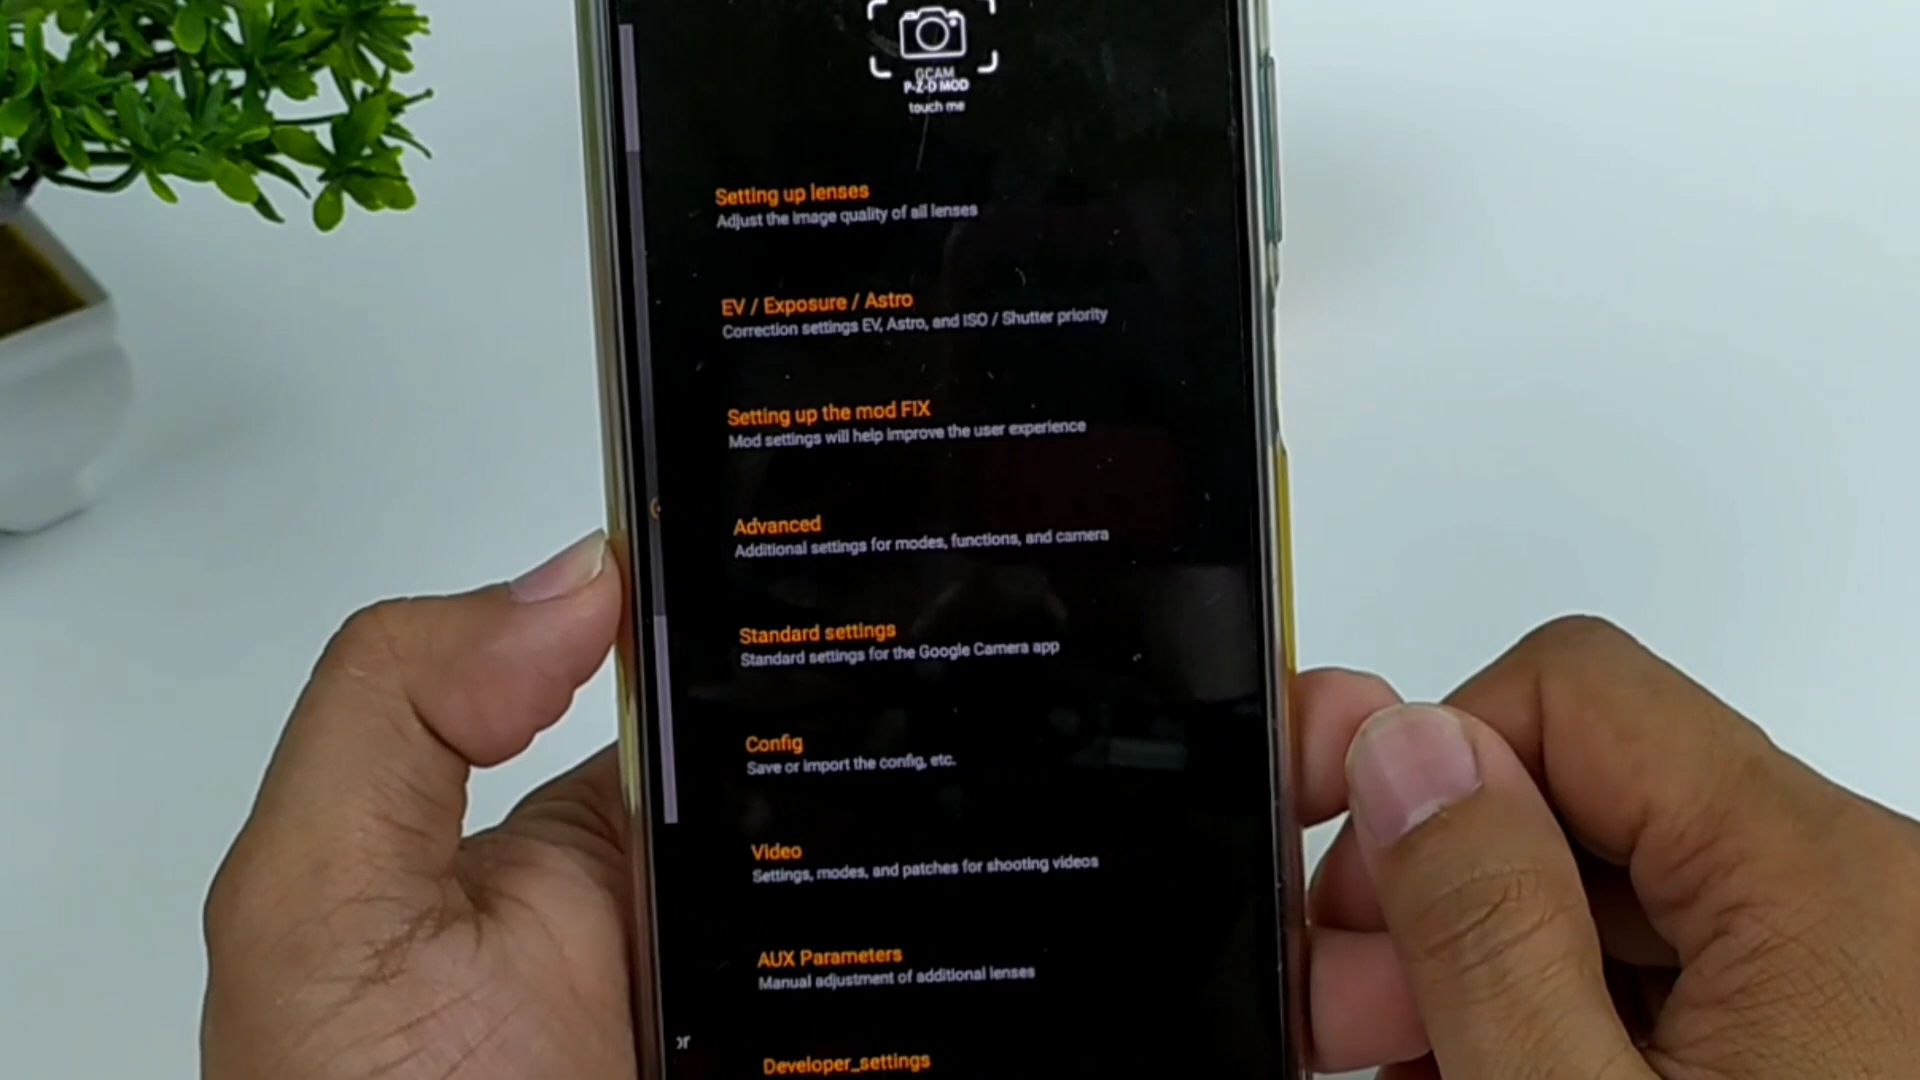 GCAM
P-Z-D MOD
touch me
Setting up lenses
Adjust the image quality of all lenses
EV / Exposure / Astro
Correction settings EV, Astro, and ISO / Shutter priority
Setting up the mod FIX
Mod settings will help improve the user experience
Advanced
Additional settings for modes, functions, and camera
Standard settings
Standard settings for the Google Camera app
Config
Save or import the config, etc.
Video
Settings, modes, and patches for shooting videos
AUX Parameters
Manual adjustment of additional lenses
or
Developer_settings